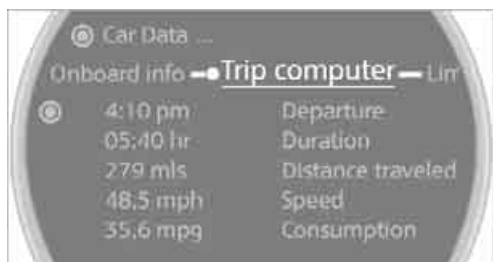 Car Data ...
Onboard info Trip computer Lim
4:10 pm Departure
05:40 hr Duration
279 mls Distance traveled
48.5 mph Speed
35.6 mpg Consumption